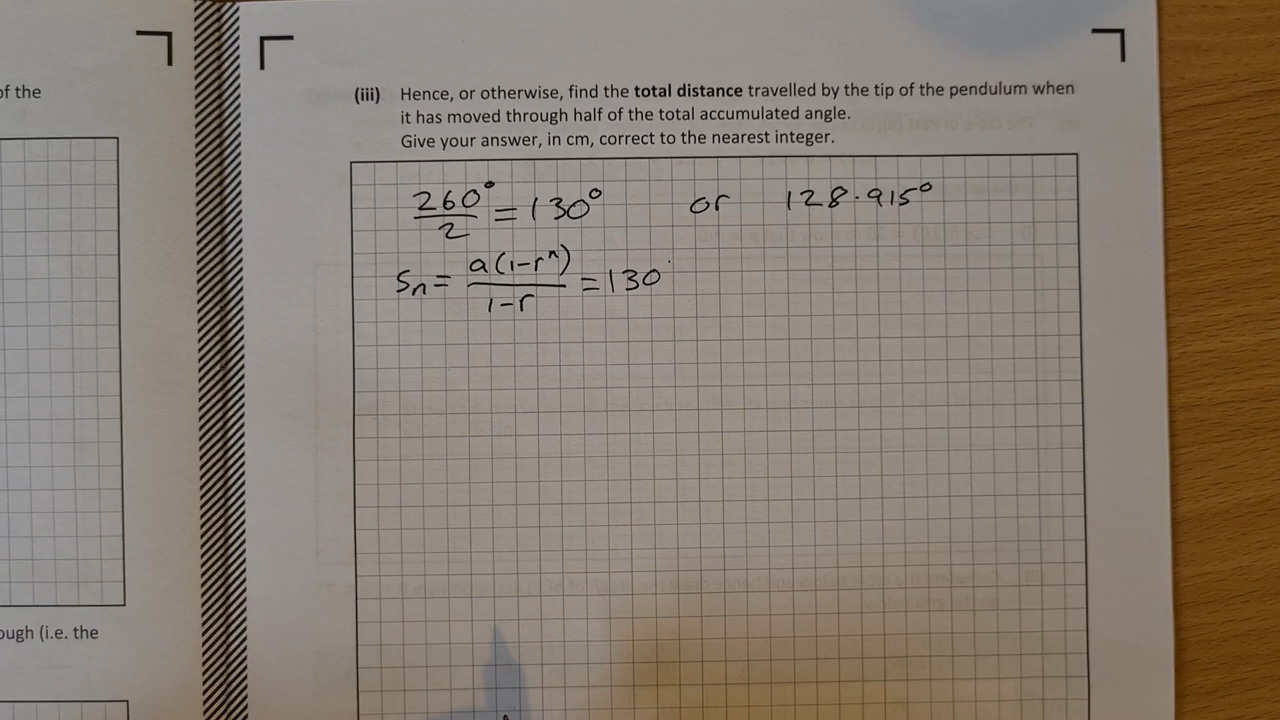 of the
ough (i.e. the
(iii) Hence, or otherwise, find the total distance travelled by the tip of the pendulum when
it has moved through half of the total accumulated angle.
Give your answer, in cm, correct to the nearest integer.
260°/2 = 130° or 128.915°
Sn = a(1-r^n)/(1-r) = 130